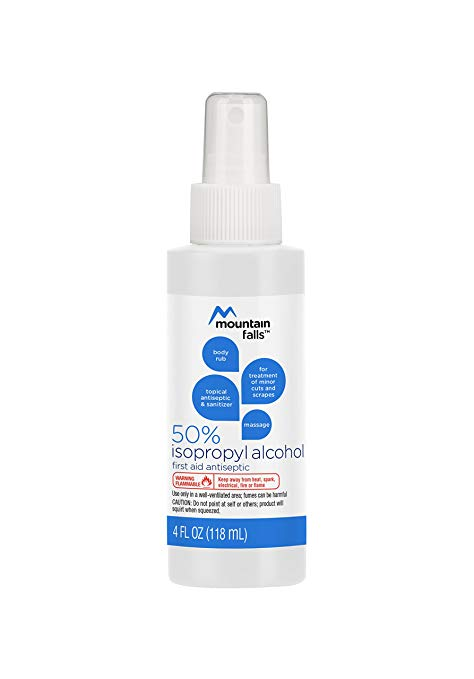 mountain
falls™
body
rub
for
treatment
of minor
cuts and
scrapes
topical
antiseptic
& sanitizer
massage
50%
isopropyl alcohol
first aid antiseptic
WARNING
FLAMMABLE
Keep away from heat, spark,
electrical, fire or flame
Use only in a well-ventilated area; fumes can be harmful
CAUTION: Do not point at self or others; product will
squirt when squeezed.
4 FL OZ (118 mL)